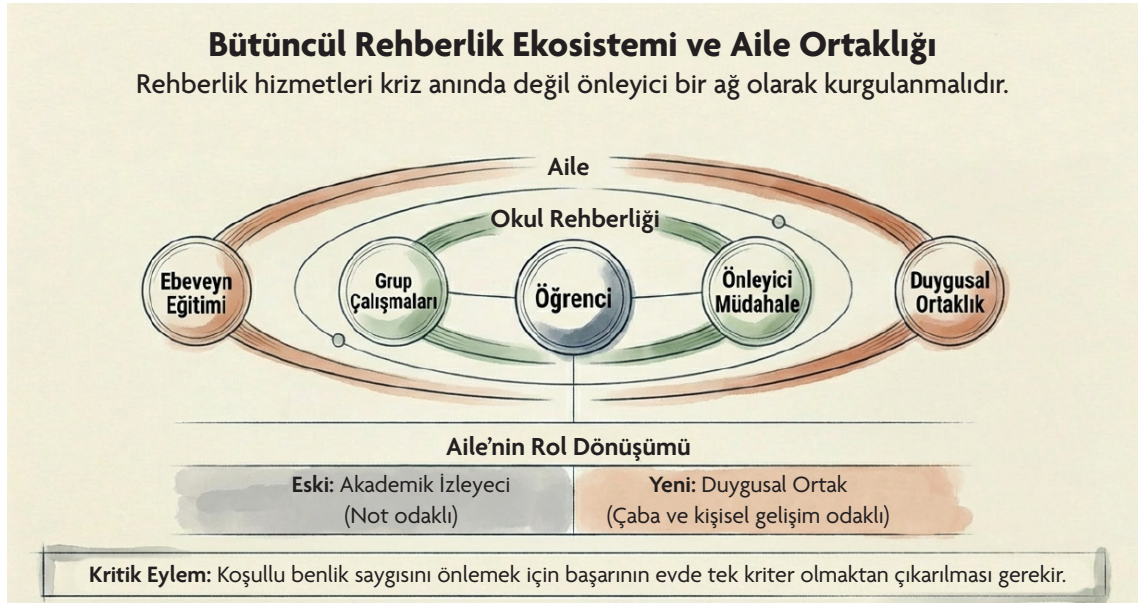 Bütüncül Rehberlik Ekosistemi ve Aile Ortaklığı
Rehberlik hizmetleri kriz anında değil önleyici bir ağ olarak kurgulanmalıdır.
Aile
Okul Rehberliği
Ebeveyn
Eğitimi
Grup
Çalışmaları
Öğrenci
Önleyici
Müdahale
Duygusal
Ortaklık
Aile’nin Rol Dönüşümü
Eski: Akademik İzleyeci
(Not odaklı)
Yeni: Duygusal Ortak
(Çaba ve kişisel gelişim odaklı)
Kritik Eylem: Koşullu benlik saygısını önlemek için başarının evde tek kriter olmaktan çıkarılması gerekir.